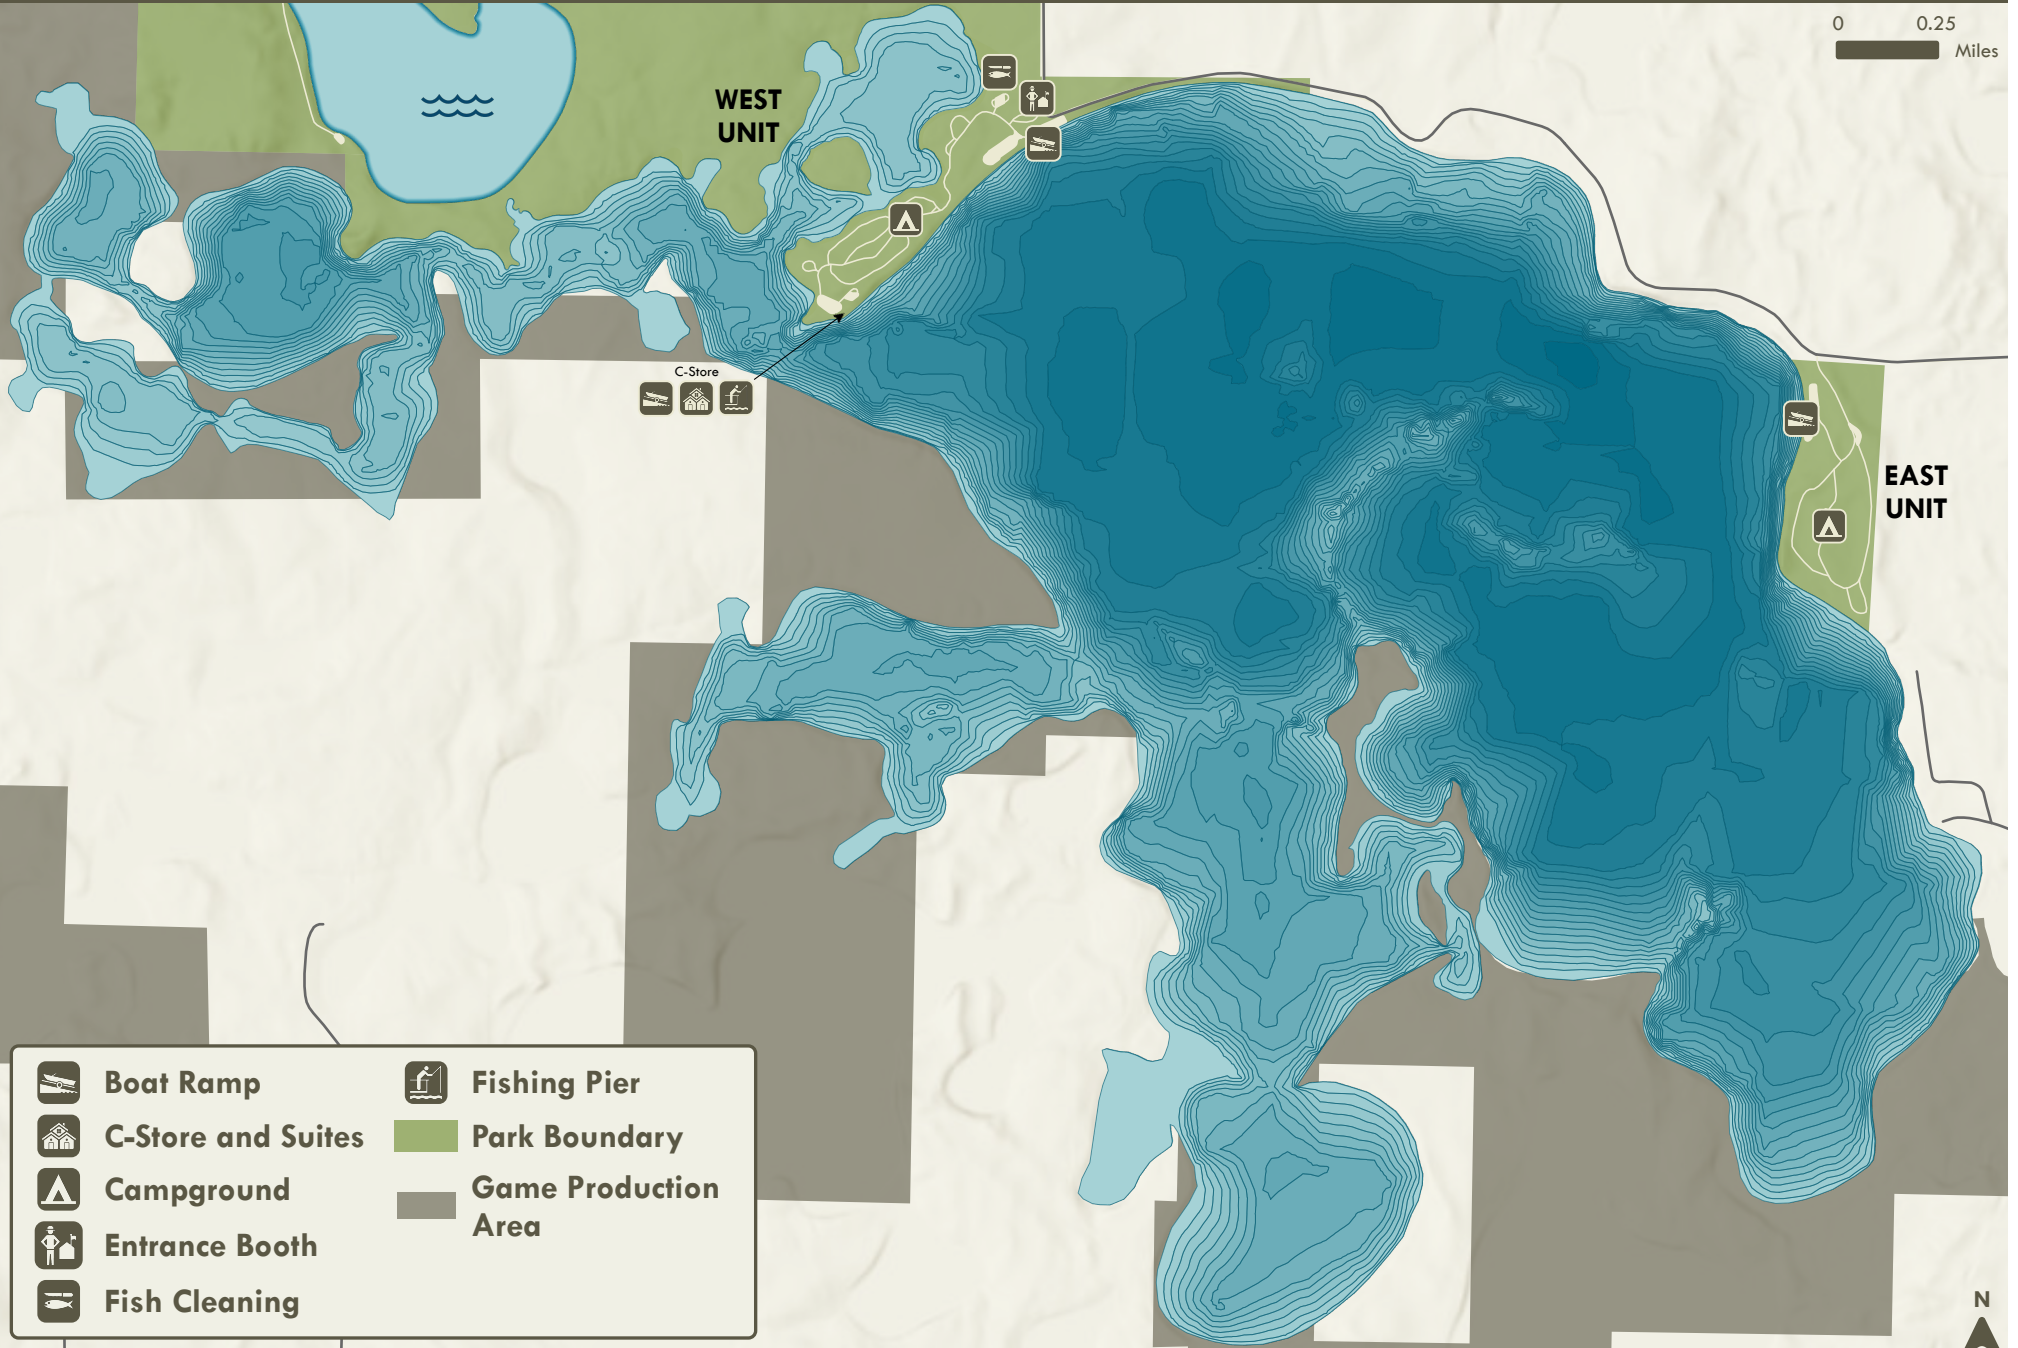 0 0.25
Miles
WEST
UNIT
C-Store
EAST
UNIT
Boat Ramp
C-Store and Suites
Campground
Entrance Booth
Fish Cleaning
Fishing Pier
Park Boundary
Game Production
Area
N